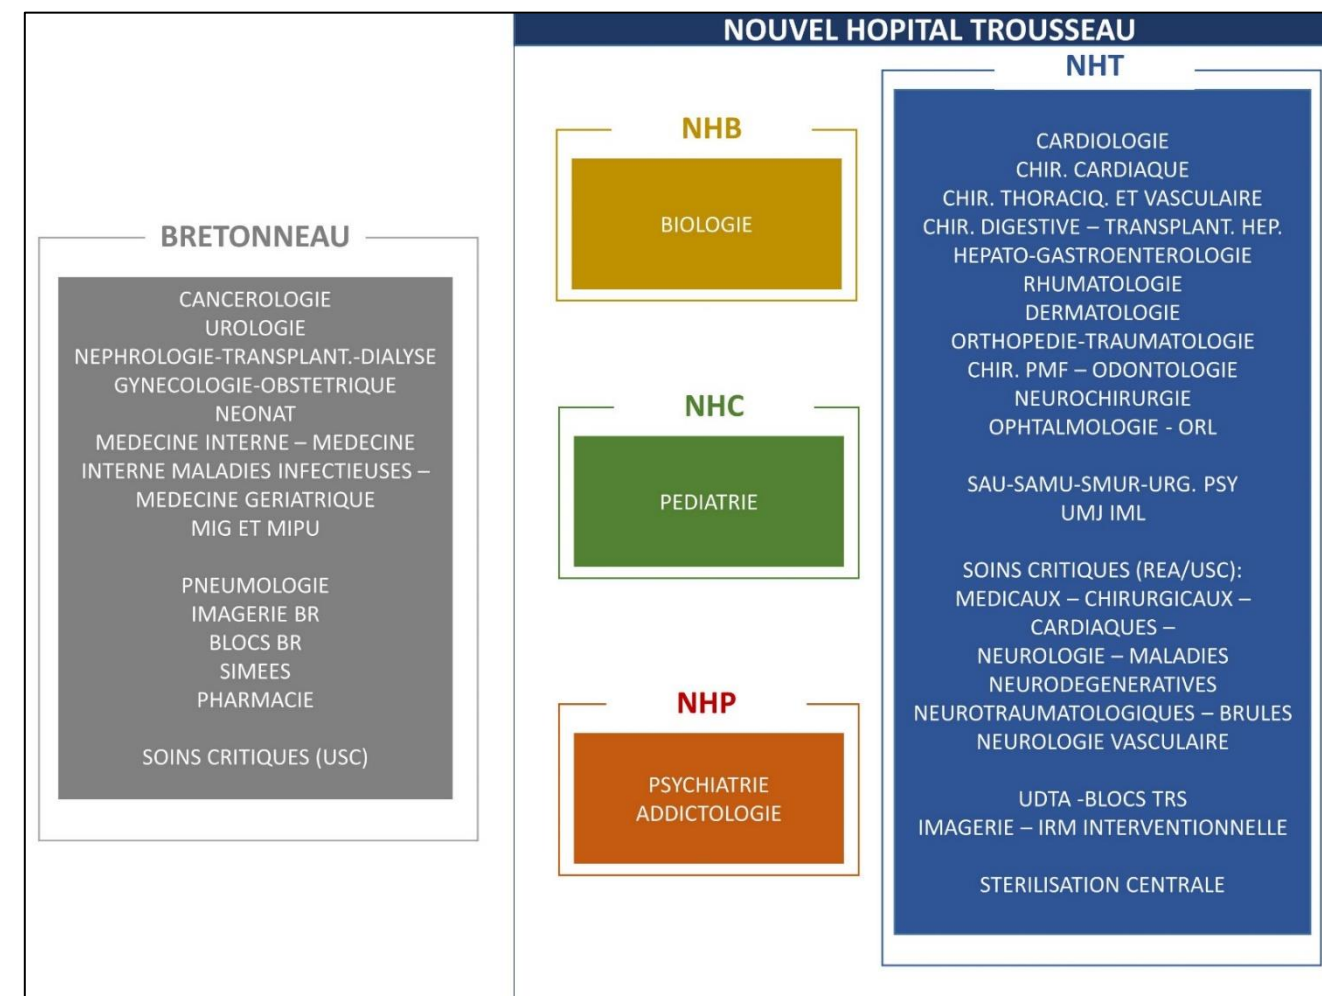 NOUVEL HOPITAL TROUSSEAU
BRETONNEAU
CANCEROLOGIE
UROLOGIE
NEPHROLOGIE-TRANSPLANT.-DIALYSE
GYNECOLOGIE-OBSTETRIQUE
NEONAT
MEDECINE INTERNE – MEDECINE
INTERNE MALADIES INFECTIEUSES –
MEDECINE GERIATRIQUE
MIG ET MIPU
PNEUMOLOGIE
IMAGERIE BR
BLOCS BR
SIMEES
PHARMACIE
SOINS CRITIQUES (USC)
NHB
BIOLOGIE
NHC
PEDIATRIE
NHP
PSYCHIATRIE
ADDICTOLOGIE
NHT
CARDIOLOGIE
CHIR. CARDIAQUE
CHIR. THORACIQ. ET VASCULAIRE
CHIR. DIGESTIVE – TRANSPLANT. HEP.
HEPATO-GASTROENTEROLOGIE
RHUMATOLOGIE
DERMATOLOGIE
ORTHOPEDIE-TRAUMATOLOGIE
CHIR. PMF – ODONTOLOGIE
NEUROCHIRURGIE
OPHTALMOLOGIE - ORL
SAU-SAMU-SMUR-URG. PSY
UMJ IML
SOINS CRITIQUES (REA/USC):
MEDICAUX – CHIRURGICAUX –
CARDIAQUES –
NEUROLOGIE – MALADIES
NEURODEGENERATIVES
NEUROTRAUMATOLOGIQUES – BRULES
NEUROLOGIE VASCULAIRE
UDTA -BLOCS TRS
IMAGERIE – IRM INTERVENTIONNELLE
STERILISATION CENTRALE